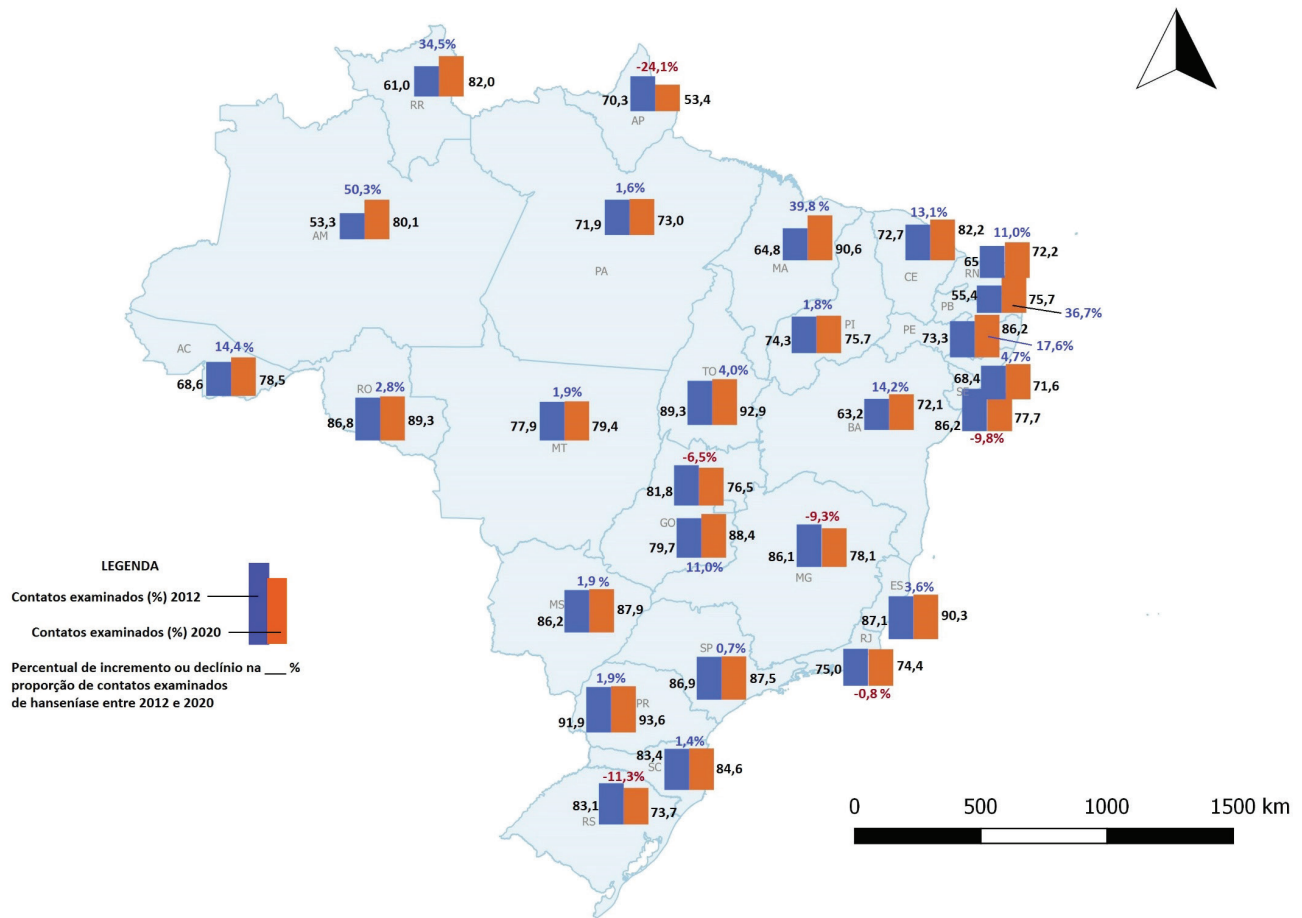 34,5%
61,0
82,0
RR
-24,1%
70,3
53,4
AP
50,3%
53,3
80,1
AM
1,6%
71,9
73,0
PA
39,8 %
64,8
90,6
MA
13,1%
72,7
82,2
CE
11,0%
65
72,2
RN
55,4
75,7
PB
36,7%
1,8%
74,3
75,7
PI
PE
73,3
86,2
17,6%
4,7%
68,4
71,6
86,2
77,7
-9,8%
AC
14,4 %
68,6
78,5
RO 2,8%
86,8
89,3
1,9%
77,9
79,4
MT
TO 4,0%
89,3
92,9
14,2%
63,2
72,1
BA
-6,5%
81,8
76,5
GO
79,7
88,4
11,0%
-9,3%
86,1
78,1
MG
ES 3,6%
87,1
90,3
RJ
75,0
74,4
-0,8 %
1,9 %
MS
86,2
87,9
SP 0,7%
86,9
87,5
1,9%
PR
91,9
93,6
1,4%
83,4
SC
84,6
-11,3%
83,1
73,7
RS
LEGENDA
Contatos examinados (%) 2012
Contatos examinados (%) 2020
Percentual de incremento ou declínio na ___ %
proporção de contatos examinados
de hanseníase entre 2012 e 2020
0 500 1000 1500 km